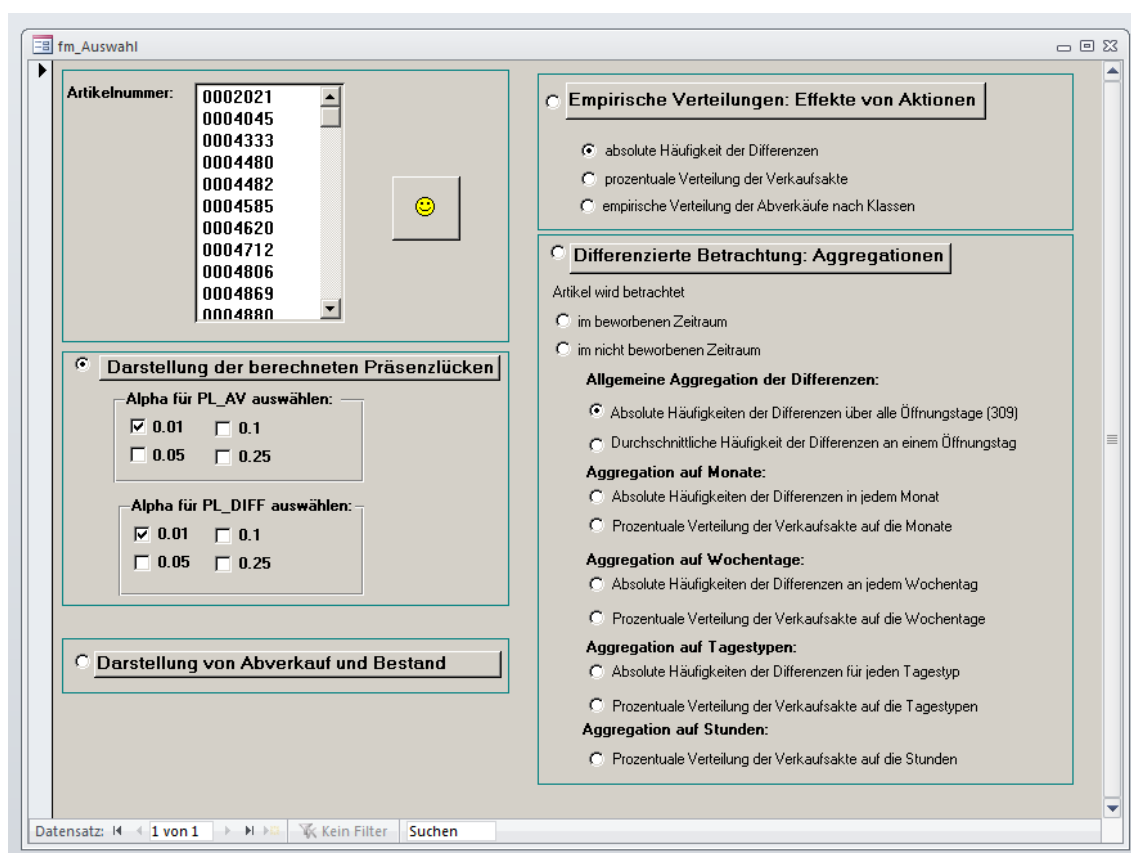 fm_Auswahl
Artikelnummer:
0002021
0004045
0004333
0004480
0004482
0004585
0004620
0004712
0004806
0004869
0004880
Darstellung der berechneten Präsenzlücken
Alpha für PL_AV auswählen:
0.01 0.1
0.05 0.25
Alpha für PL_DIFF auswählen:
0.01 0.1
0.05 0.25
Darstellung von Abverkauf und Bestand
Empirische Verteilungen: Effekte von Aktionen
absolute Häufigkeit der Differenzen
prozentuale Verteilung der Verkaufsakte
empirische Verteilung der Abverkäufe nach Klassen
Differenzierte Betrachtung: Aggregationen
Artikel wird betrachtet
im beworbenen Zeitraum
im nicht beworbenen Zeitraum
Allgemeine Aggregation der Differenzen:
Absolute Häufigkeiten der Differenzen über alle Öffnungstage (309)
Durchschnittliche Häufigkeit der Differenzen an einem Öffnungstag
Aggregation auf Monate:
Absolute Häufigkeiten der Differenzen in jedem Monat
Prozentuale Verteilung der Verkaufsakte auf die Monate
Aggregation auf Wochentage:
Absolute Häufigkeiten der Differenzen an jedem Wochentag
Prozentuale Verteilung der Verkaufsakte auf die Wochentage
Aggregation auf Tagestypen:
Absolute Häufigkeiten der Differenzen für jeden Tagestyp
Prozentuale Verteilung der Verkaufsakte auf die Tagestypen
Aggregation auf Stunden:
Prozentuale Verteilung der Verkaufsakte auf die Stunden
Datensatz: 1 von 1 Kein Filter Suchen